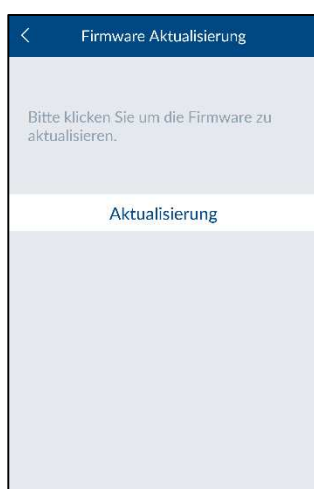 Firmware Aktualisierung
Bitte klicken Sie um die Firmware zu
aktualisieren.
Aktualisierung